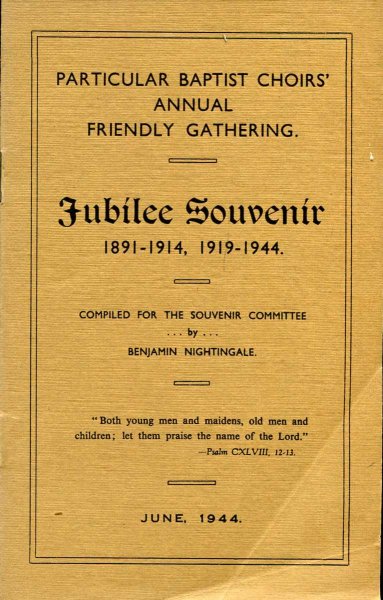 PARTICULAR BAPTIST CHOIRS'
ANNUAL
FRIENDLY GATHERING.
Jubilee Souvenir
1891-1914, 1919-1944.
COMPILED FOR THE SOUVENIR COMMITTEE
... by ...
BENJAMIN NIGHTINGALE.
"Both young men and maidens, old men and
children; let them praise the name of the Lord."
—Psalm CXLVIII, 12-13.
JUNE, 1944.